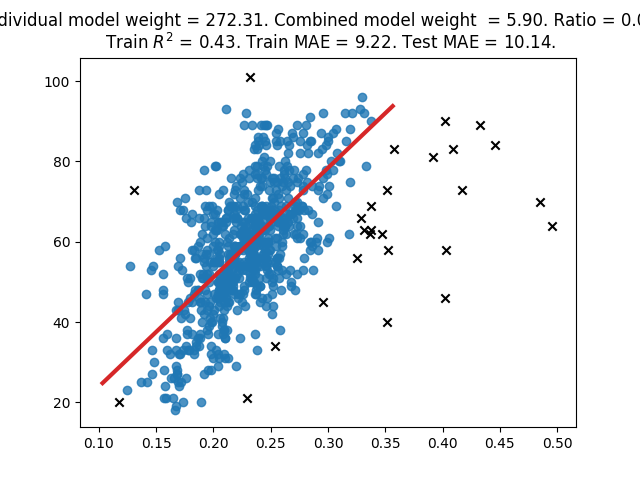 dividual model weight = 272.31. Combined model weight = 5.90. Ratio = 0.0
Train R² = 0.43. Train MAE = 9.22. Test MAE = 10.14.
100
80
60
40
20
0.10 0.15 0.20 0.25 0.30 0.35 0.40 0.45 0.50